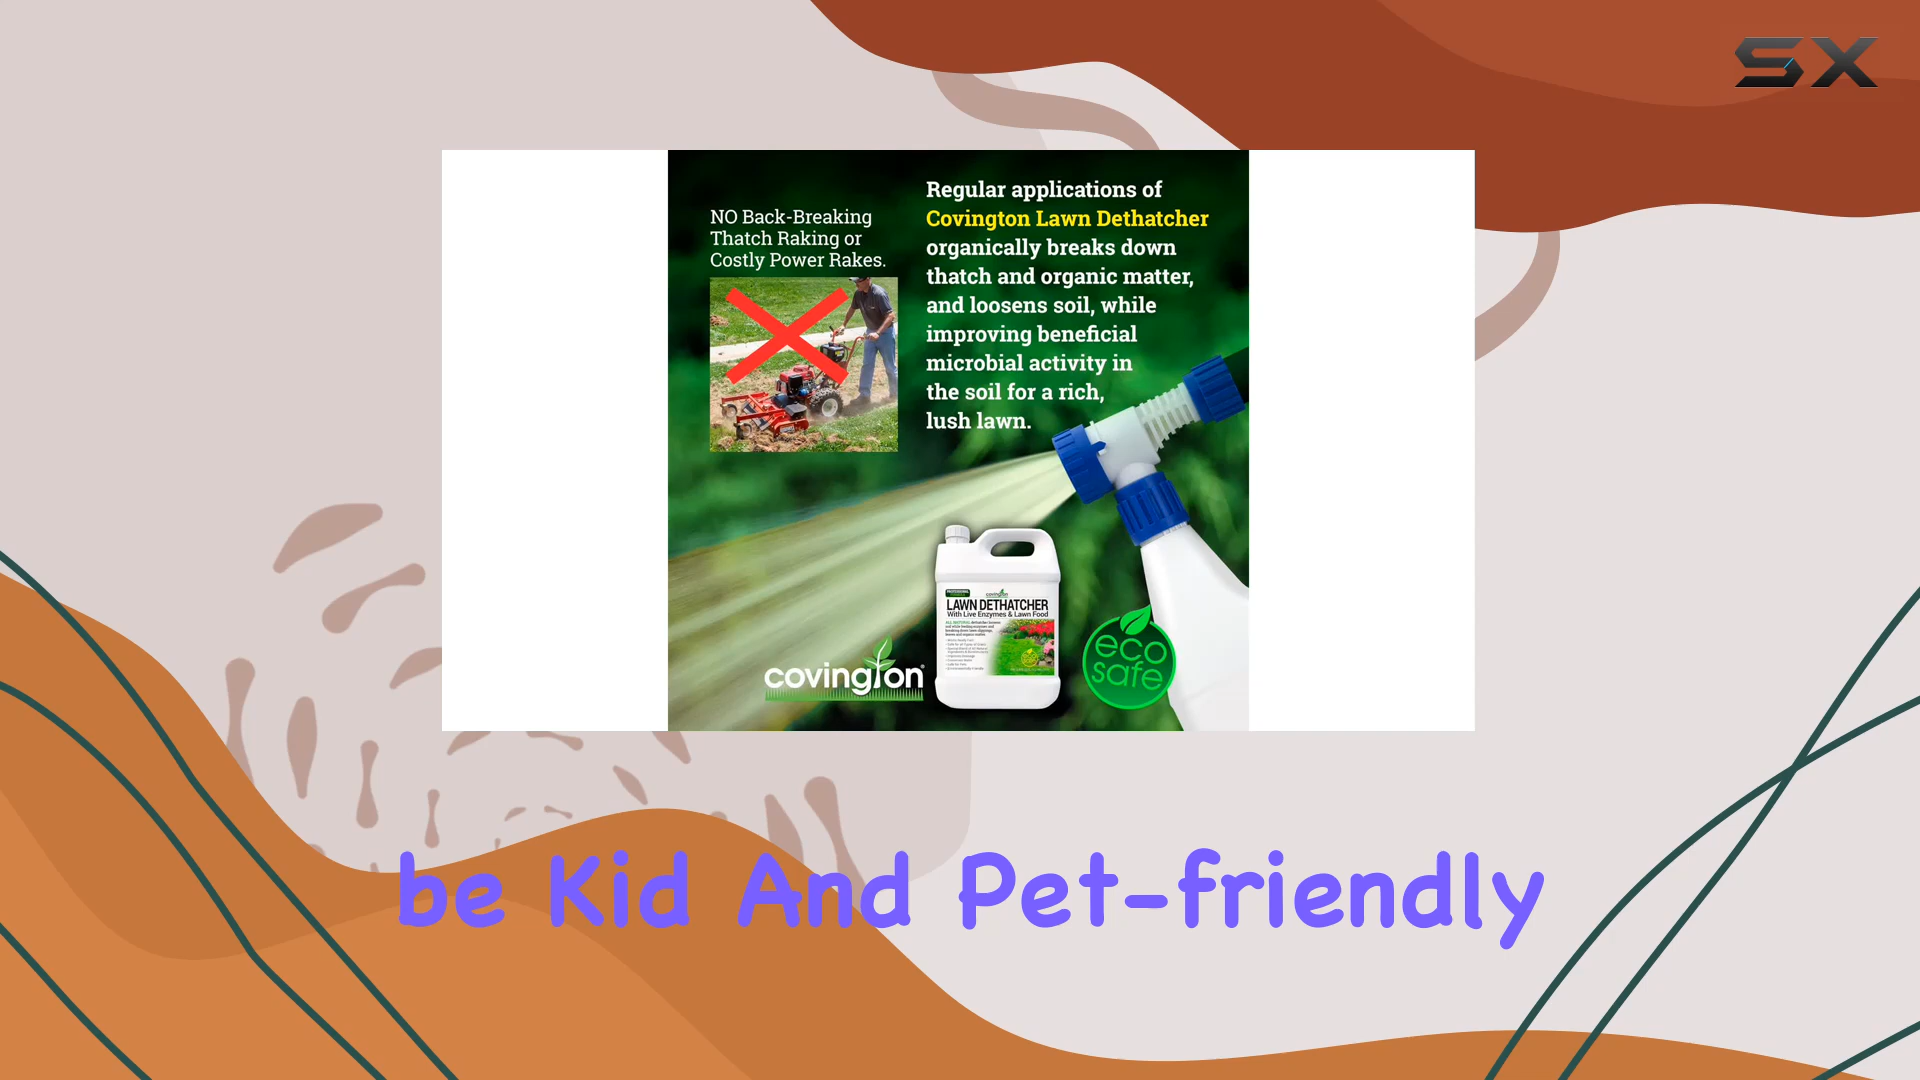 SX
NO Back-Breaking
Thatch Raking or
Costly Power Rakes.
Regular applications of
Covington Lawn Dethatcher
organically breaks down
thatch and organic matter,
and loosens soil, while
improving beneficial
microbial activity in
the soil for a rich,
lush lawn.
covington
covington
LAWN DETHATCHER
With Live Enzymes & Lawn Food
eco
safe
be Kid And Pet-friendly